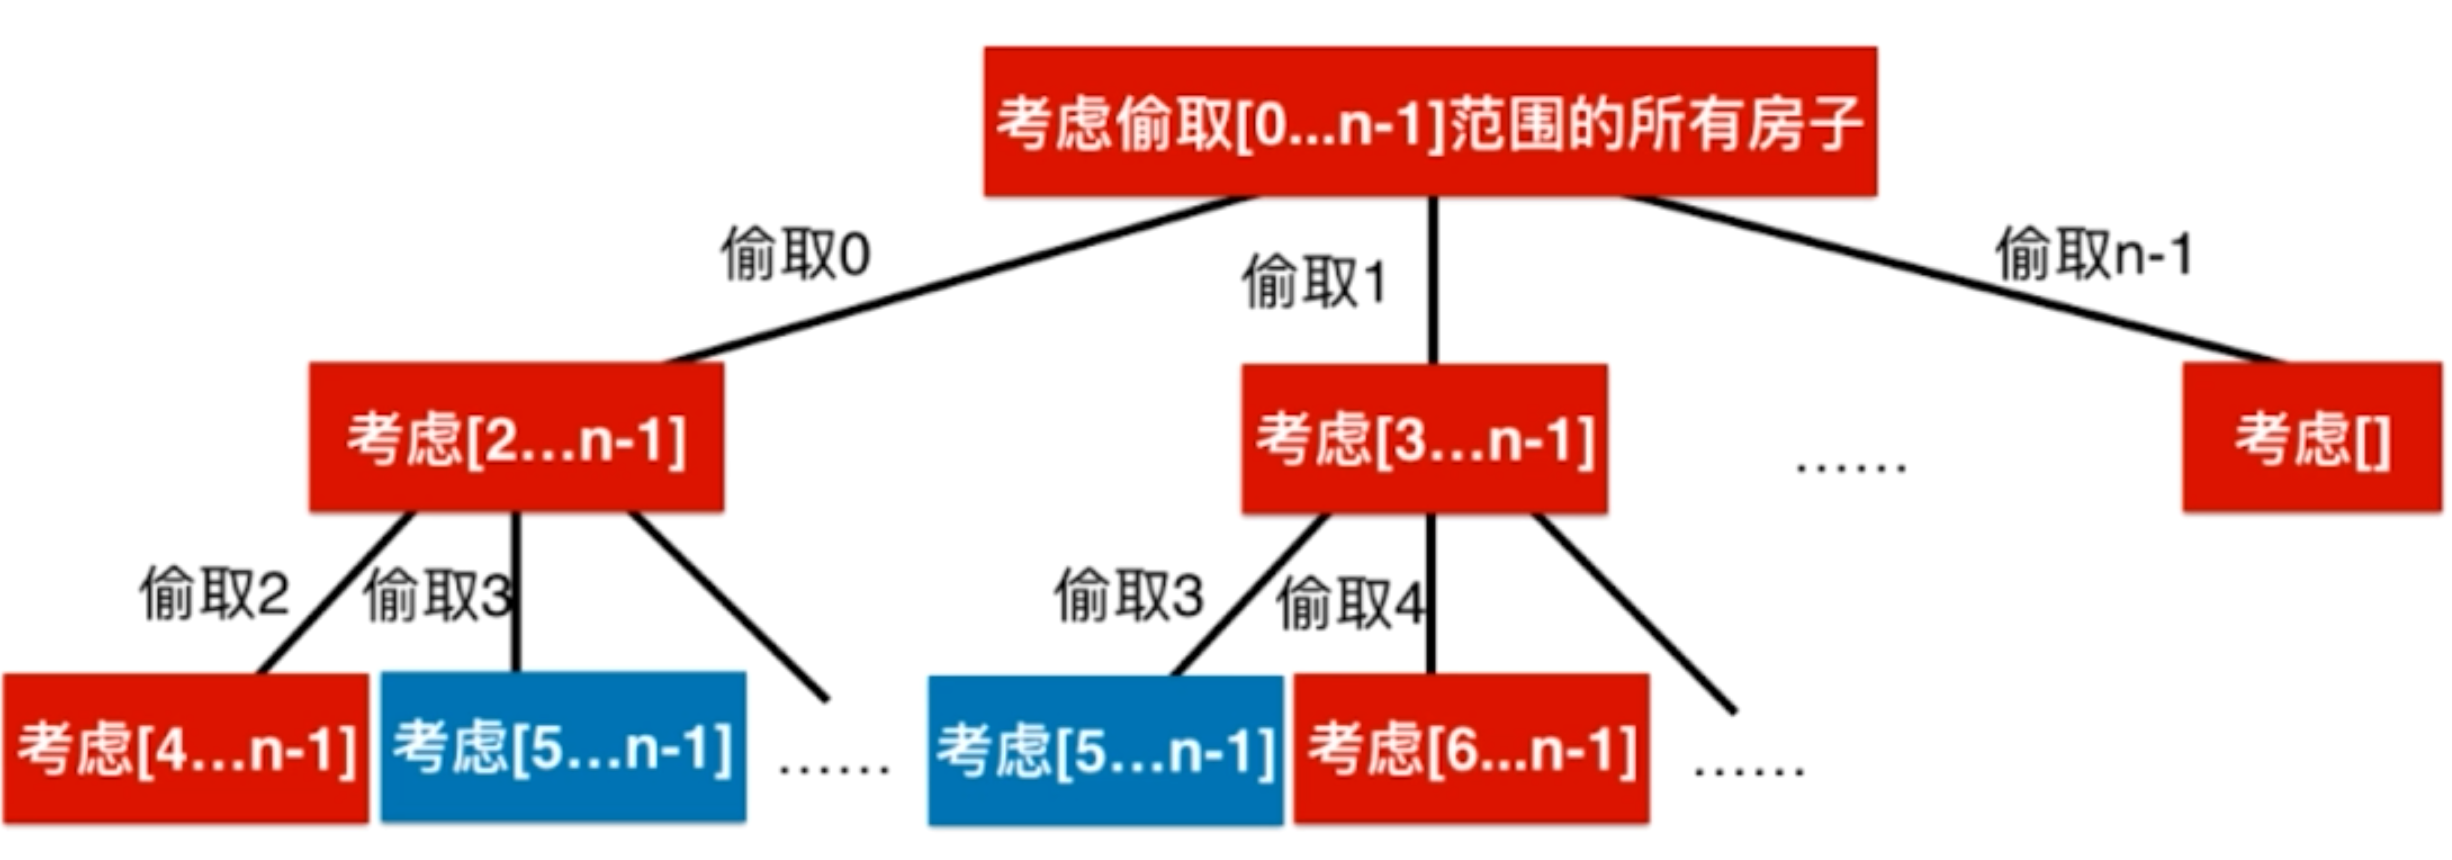 考虑偷取[0...n-1]范围的所有房子
偷取0
偷取1
偷取n-1
考虑[2...n-1]
考虑[3...n-1]
......
考虑[]
偷取2
偷取3
偷取3
偷取4
考虑[4...n-1]
考虑[5...n-1]
......
考虑[5...n-1]
考虑[6...n-1]
......